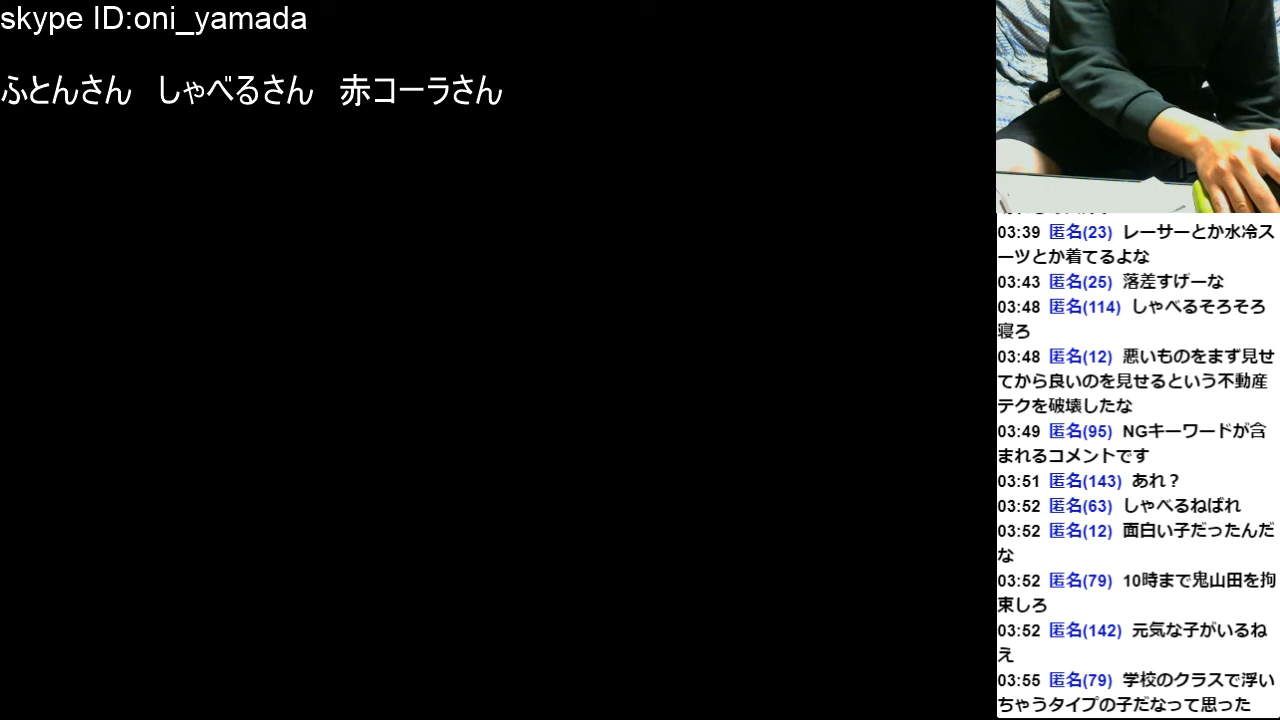 skype ID:oni_yamada
ふとんさん　しゃべるさん　赤コーラさん
03:39 匿名(23) レーサーとか水冷ス
ーツとか着てるよな
03:43 匿名(25) 落差すげーな
03:48 匿名(114) しゃべるそろそろ
寝ろ
03:48 匿名(12) 悪いものをまず見せ
てから良いのを見せるという不動産
テクを破壊したな
03:49 匿名(95) NGキーワードが含
まれるコメントです
03:51 匿名(143) あれ？
03:52 匿名(63) しゃべるねばれ
03:52 匿名(12) 面白い子だったんだ
な
03:52 匿名(79) 10時まで鬼山田を拘
束しろ
03:52 匿名(142) 元気な子がいるね
え
03:55 匿名(79) 学校のクラスで浮い
ちゃうタイプの子だなって思った